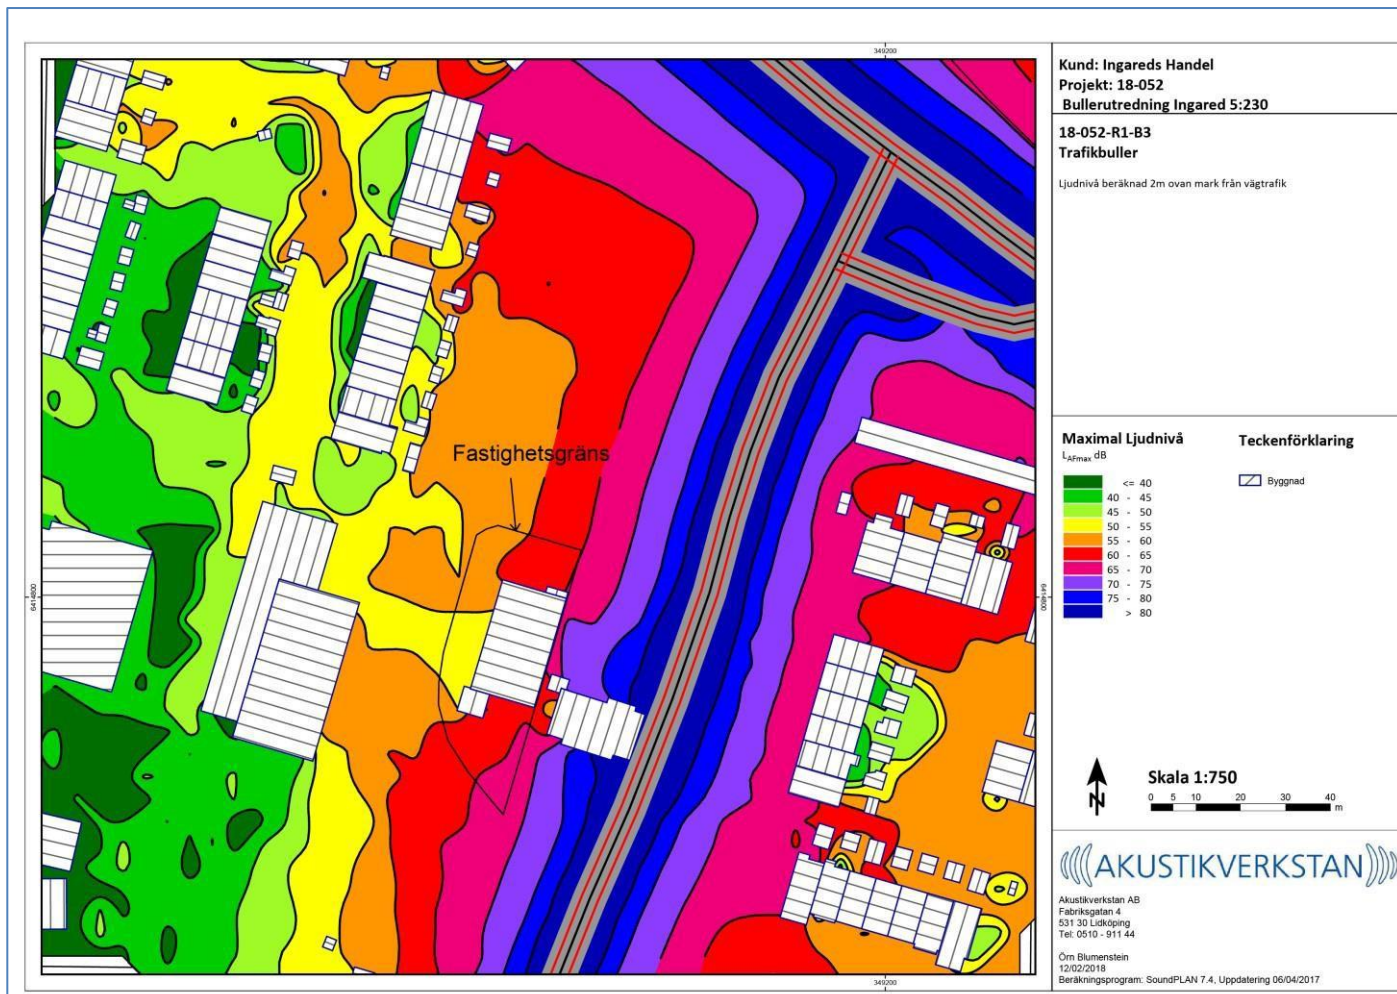 349200
Kund: Ingareds Handel
Projekt: 18-052
Bullerutredning Ingared 5:230
18-052-R1-B3
Trafikbuller
Ljudnivå beräknad 2m ovan mark från vägtrafik
Fastighetsgräns
6414800
6414800
Maximal Ljudnivå
LAFmax dB
<= 40
40 - 45
45 - 50
50 - 55
55 - 60
60 - 65
65 - 70
70 - 75
75 - 80
> 80
Teckenförklaring
Byggnad
N
Skala 1:750
0 5 10 20 30 40
m
AKUSTIKVERKSTAN
Akustikverkstan AB
Fabriksgatan 4
531 30 Lidköping
Tel: 0510 - 911 44
Örn Blumenstein
12/02/2018
Beräkningsprogram: SoundPLAN 7.4, Uppdatering 06/04/2017
349200